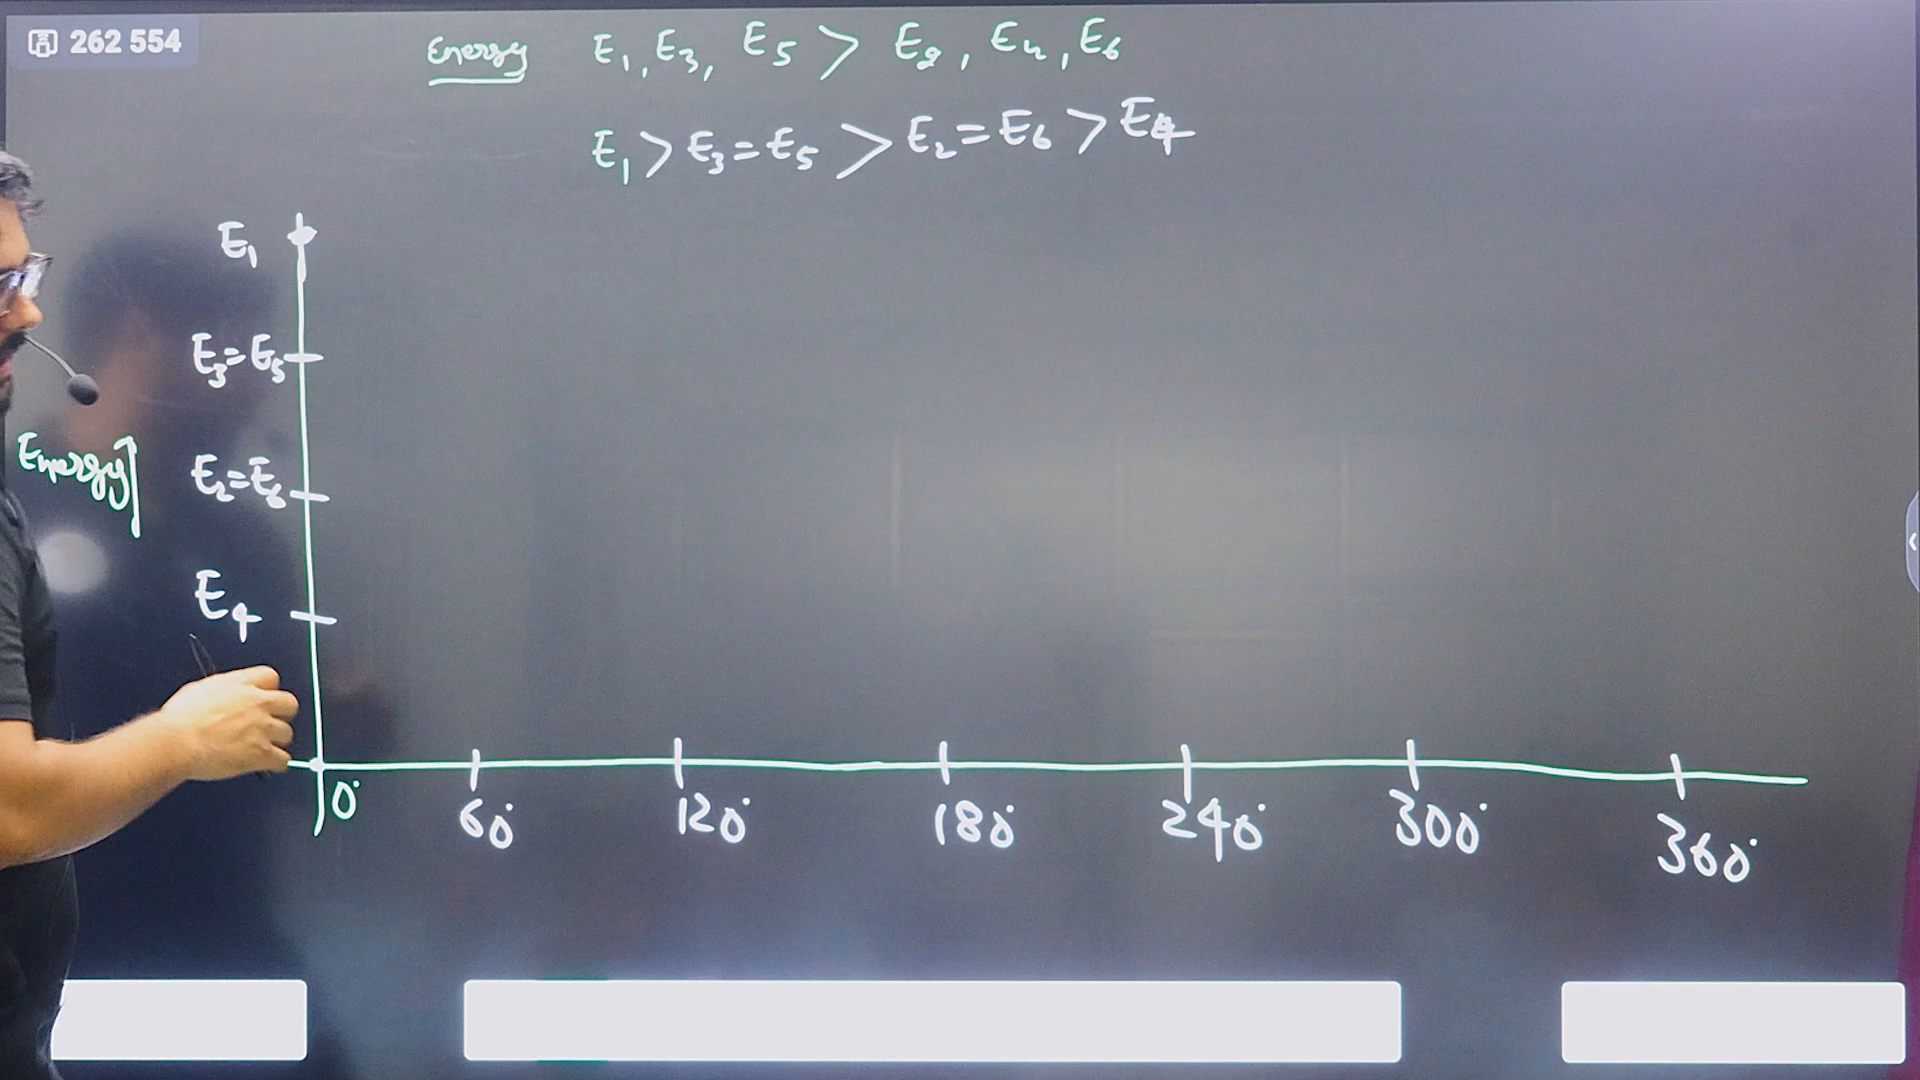 262 554
Energy E₁, E₃, E₅ > E₂, E₄, E₆
E₁ > E₃ = E₅ > E₂ = E₆ > E₄
E₁
E₃ = E₅
Energy E₂ = E₆
E₄
0° 60° 120° 180° 240° 300° 360°